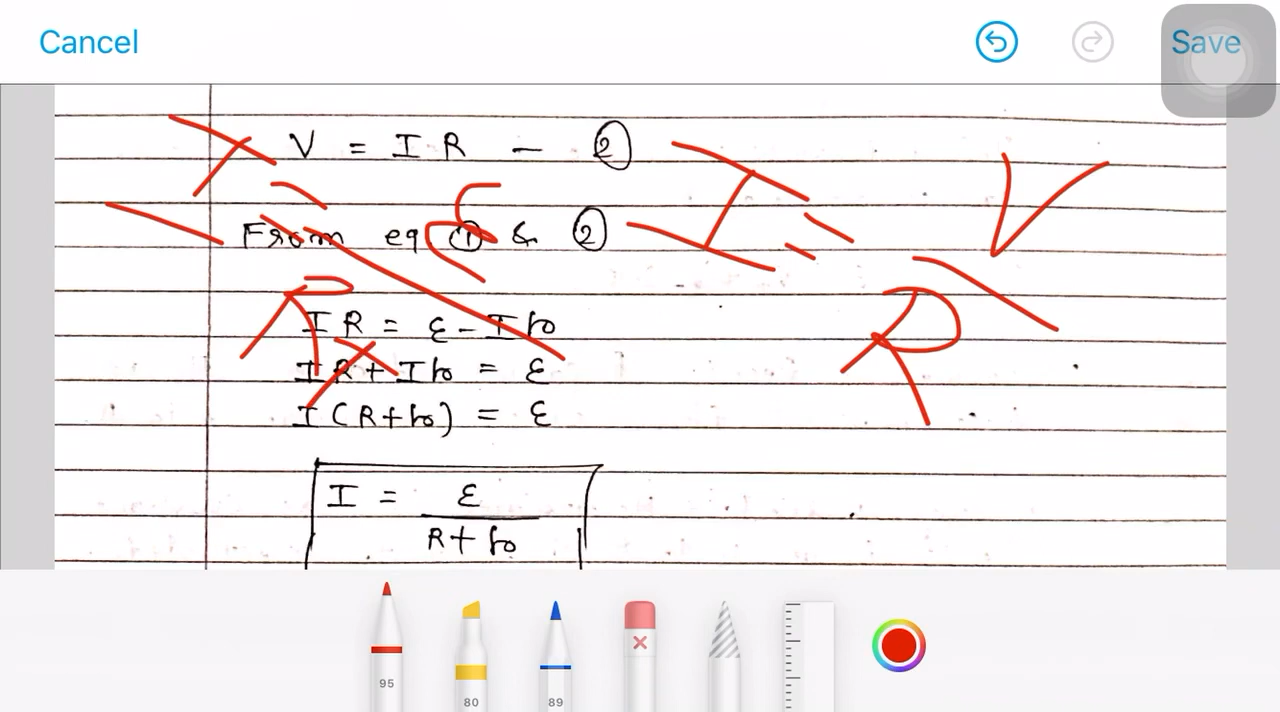 Cancel Save
V = I R - ②
From eq ① & ②
I R = ε - I r₀
I R + I r₀ = ε
I (R + r₀) = ε
I = ε / R + r₀
I = V / R
95 80 89